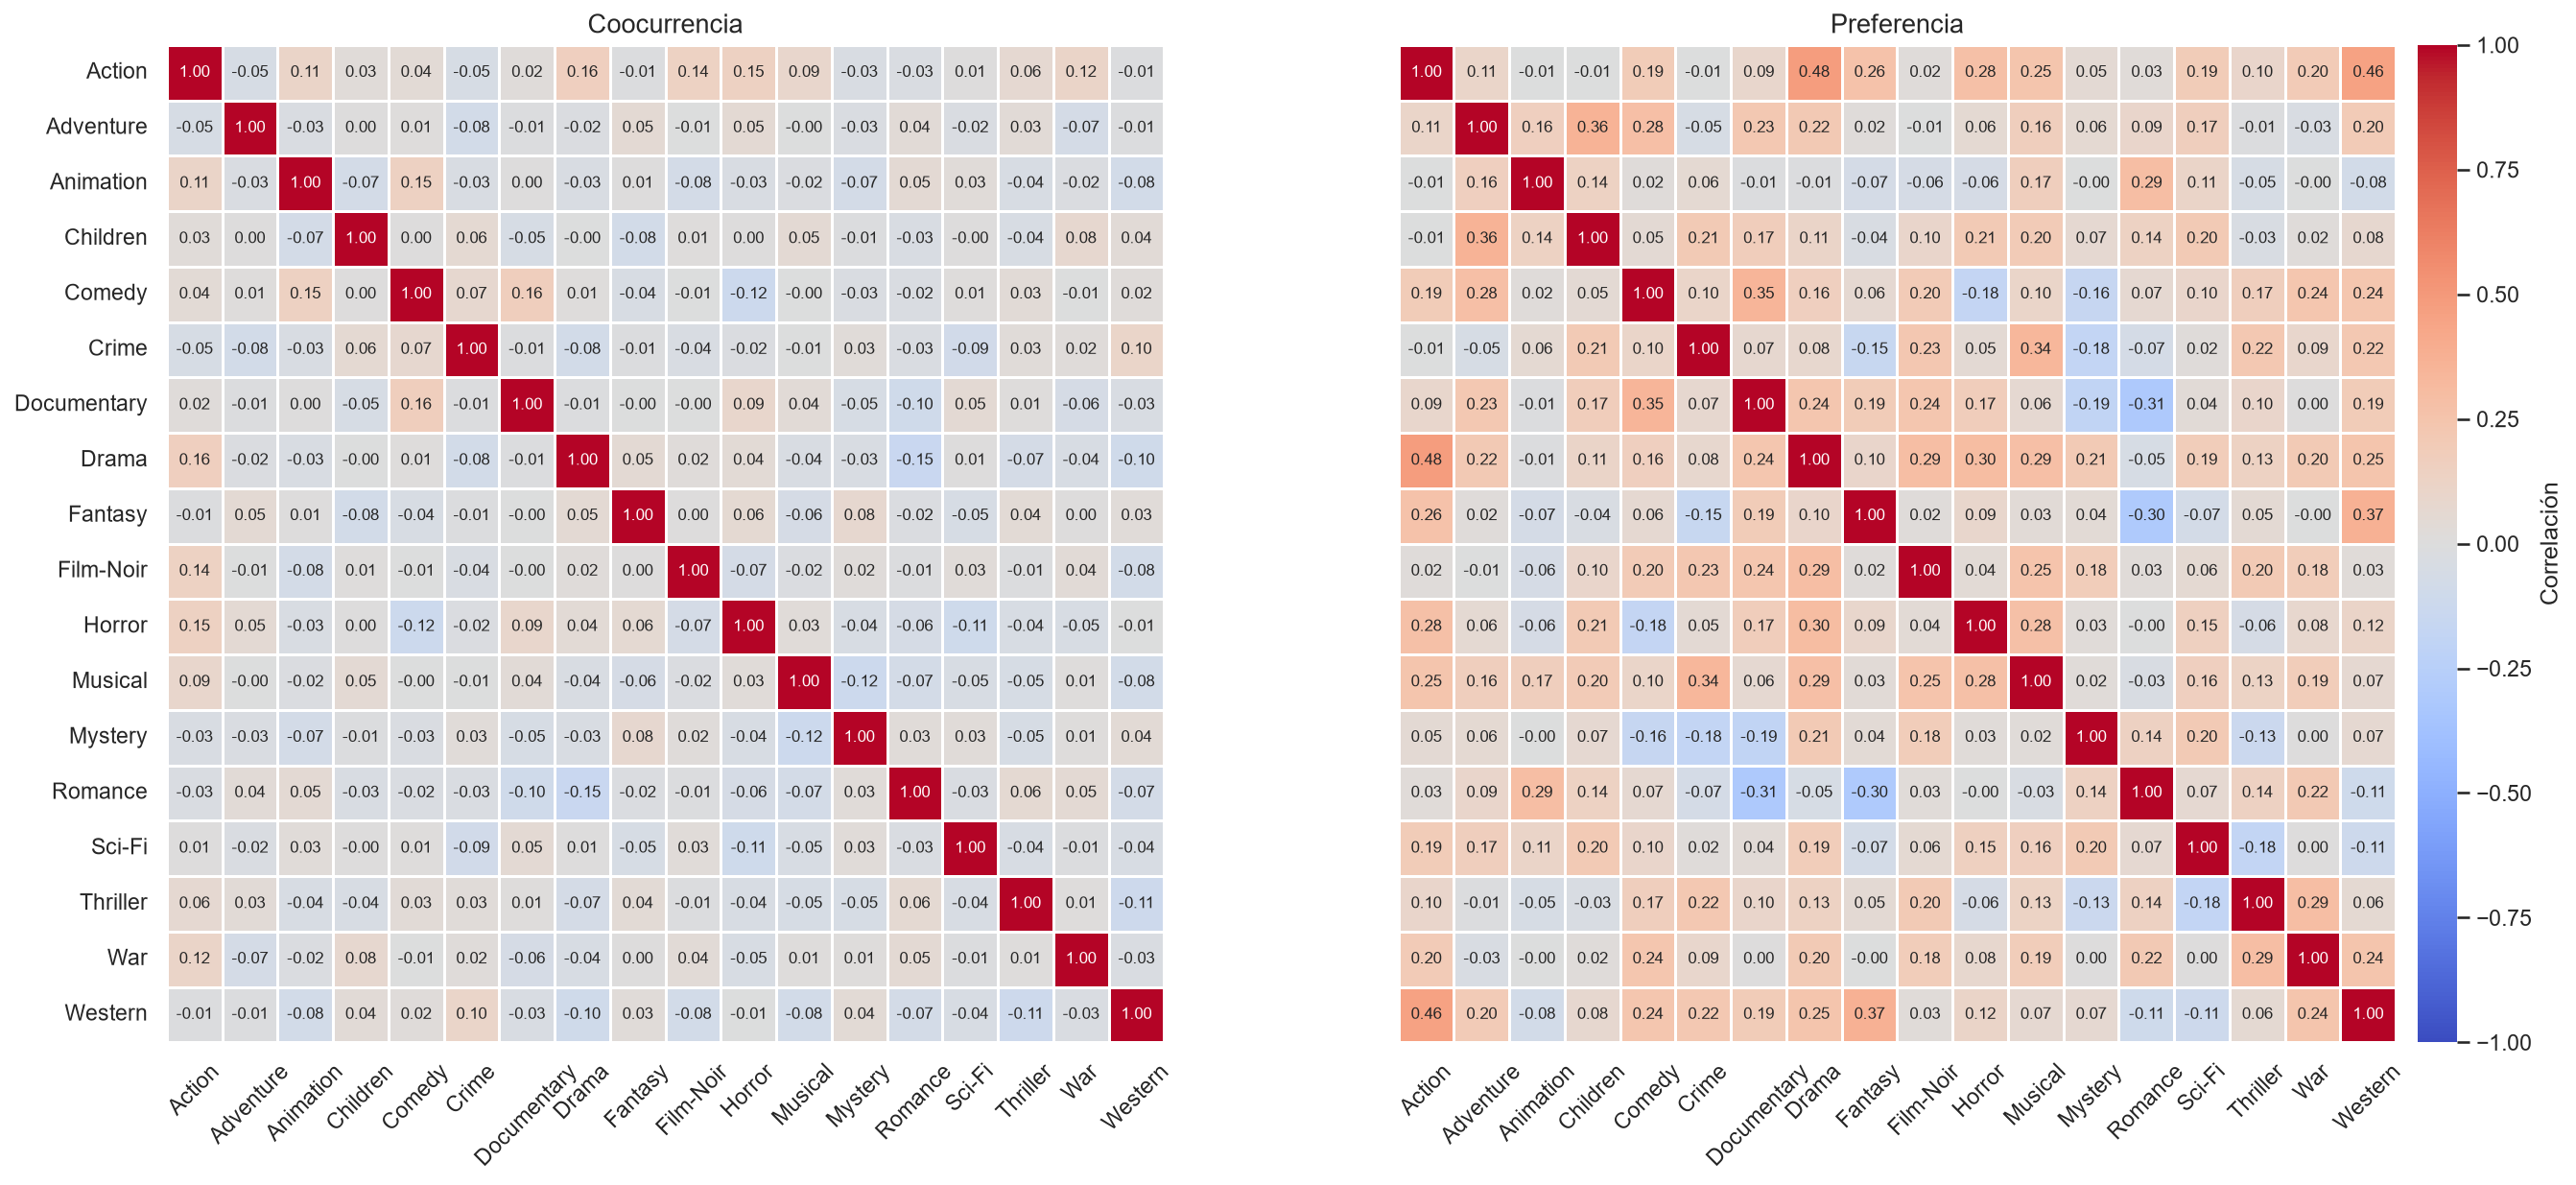 Coocurrencia
Action 1.00 -0.05 0.11 0.03 0.04 -0.05 0.02 0.16 -0.01 0.14 0.15 0.09 -0.03 -0.03 0.01 0.06 0.12 -0.01
Adventure -0.05 1.00 -0.03 0.00 0.01 -0.08 -0.01 -0.02 0.05 -0.01 0.05 -0.00 -0.03 0.04 -0.02 0.03 -0.07 -0.01
Animation 0.11 -0.03 1.00 -0.07 0.15 -0.03 0.00 -0.03 0.01 -0.08 -0.03 -0.02 -0.07 0.05 0.03 -0.04 -0.02 -0.08
Children 0.03 0.00 -0.07 1.00 0.00 0.06 -0.05 -0.00 -0.08 0.01 0.00 0.05 -0.01 -0.03 -0.00 -0.04 0.08 0.04
Comedy 0.04 0.01 0.15 0.00 1.00 0.07 0.16 0.01 -0.04 -0.01 -0.12 -0.00 -0.03 -0.02 0.01 0.03 -0.01 0.02
Crime -0.05 -0.08 -0.03 0.06 0.07 1.00 -0.01 -0.08 -0.01 -0.04 -0.02 -0.01 0.03 -0.03 -0.09 0.03 0.02 0.10
Documentary 0.02 -0.01 0.00 -0.05 0.16 -0.01 1.00 -0.01 -0.00 -0.00 0.09 0.04 -0.05 -0.10 0.05 0.01 -0.06 -0.03
Drama 0.16 -0.02 -0.03 -0.00 0.01 -0.08 -0.01 1.00 0.05 0.02 0.04 -0.04 -0.03 -0.15 0.01 -0.07 -0.04 -0.10
Fantasy -0.01 0.05 0.01 -0.08 -0.04 -0.01 -0.00 0.05 1.00 0.00 0.06 -0.06 0.08 -0.02 -0.05 0.04 0.00 0.03
Film-Noir 0.14 -0.01 -0.08 0.01 -0.01 -0.04 -0.00 0.02 0.00 1.00 -0.07 -0.02 0.02 -0.01 0.03 -0.01 0.04 -0.08
Horror 0.15 0.05 -0.03 0.00 -0.12 -0.02 0.09 0.04 0.06 -0.07 1.00 0.03 -0.04 -0.06 -0.11 -0.04 -0.05 -0.01
Musical 0.09 -0.00 -0.02 0.05 -0.00 -0.01 0.04 -0.04 -0.06 -0.02 0.03 1.00 -0.12 -0.07 -0.05 -0.05 0.01 -0.08
Mystery -0.03 -0.03 -0.07 -0.01 -0.03 0.03 -0.05 -0.03 0.08 0.02 -0.04 -0.12 1.00 0.03 0.03 -0.05 0.01 0.04
Romance -0.03 0.04 0.05 -0.03 -0.02 -0.03 -0.10 -0.15 -0.02 -0.01 -0.06 -0.07 0.03 1.00 -0.03 0.06 0.05 -0.07
Sci-Fi 0.01 -0.02 0.03 -0.00 0.01 -0.09 0.05 0.01 -0.05 0.03 -0.11 -0.05 0.03 -0.03 1.00 -0.04 -0.01 -0.04
Thriller 0.06 0.03 -0.04 -0.04 0.03 0.03 0.01 -0.07 0.04 -0.01 -0.04 -0.05 -0.05 0.06 -0.04 1.00 0.01 -0.11
War 0.12 -0.07 -0.02 0.08 -0.01 0.02 -0.06 -0.04 0.00 0.04 -0.05 0.01 0.01 0.05 -0.01 0.01 1.00 -0.03
Western -0.01 -0.01 -0.08 0.04 0.02 0.10 -0.03 -0.10 0.03 -0.08 -0.01 -0.08 0.04 -0.07 -0.04 -0.11 -0.03 1.00
Action Adventure Animation Children Comedy Crime Documentary Drama Fantasy Film-Noir Horror Musical Mystery Romance Sci-Fi Thriller War Western
Preferencia
1.00 0.11 -0.01 -0.01 0.19 -0.01 0.09 0.48 0.26 0.02 0.28 0.25 0.05 0.03 0.19 0.10 0.20 0.46
0.11 1.00 0.16 0.36 0.28 -0.05 0.23 0.22 0.02 -0.01 0.06 0.16 0.06 0.09 0.17 -0.01 -0.03 0.20
-0.01 0.16 1.00 0.14 0.02 0.06 -0.01 -0.01 -0.07 -0.06 -0.06 0.17 -0.00 0.29 0.11 -0.05 -0.00 -0.08
-0.01 0.36 0.14 1.00 0.05 0.21 0.17 0.11 -0.04 0.10 0.21 0.20 0.07 0.14 0.20 -0.03 0.02 0.08
0.19 0.28 0.02 0.05 1.00 0.10 0.35 0.16 0.06 0.20 -0.18 0.10 -0.16 0.07 0.10 0.17 0.24 0.24
-0.01 -0.05 0.06 0.21 0.10 1.00 0.07 0.08 -0.15 0.23 0.05 0.34 -0.18 -0.07 0.02 0.22 0.09 0.22
0.09 0.23 -0.01 0.17 0.35 0.07 1.00 0.24 0.19 0.24 0.17 0.06 -0.19 -0.31 0.04 0.10 0.00 0.19
0.48 0.22 -0.01 0.11 0.16 0.08 0.24 1.00 0.10 0.29 0.30 0.29 0.21 -0.05 0.19 0.13 0.20 0.25
0.26 0.02 -0.07 -0.04 0.06 -0.15 0.19 0.10 1.00 0.02 0.09 0.03 0.04 -0.30 -0.07 0.05 -0.00 0.37
0.02 -0.01 -0.06 0.10 0.20 0.23 0.24 0.29 0.02 1.00 0.04 0.25 0.18 0.03 0.06 0.20 0.18 0.03
0.28 0.06 -0.06 0.21 -0.18 0.05 0.17 0.30 0.09 0.04 1.00 0.28 0.03 -0.00 0.15 -0.06 0.08 0.12
0.25 0.16 0.17 0.20 0.10 0.34 0.06 0.29 0.03 0.25 0.28 1.00 0.02 -0.03 0.16 0.13 0.19 0.07
0.05 0.06 -0.00 0.07 -0.16 -0.18 -0.19 0.21 0.04 0.18 0.03 0.02 1.00 0.14 0.20 -0.13 0.00 0.07
0.03 0.09 0.29 0.14 0.07 -0.07 -0.31 -0.05 -0.30 0.03 -0.00 -0.03 0.14 1.00 0.07 0.14 0.22 -0.11
0.19 0.17 0.11 0.20 0.10 0.02 0.04 0.19 -0.07 0.06 0.15 0.16 0.20 0.07 1.00 -0.18 0.00 -0.11
0.10 -0.01 -0.05 -0.03 0.17 0.22 0.10 0.13 0.05 0.20 -0.06 0.13 -0.13 0.14 -0.18 1.00 0.29 0.06
0.20 -0.03 -0.00 0.02 0.24 0.09 0.00 0.20 -0.00 0.18 0.08 0.19 0.00 0.22 0.00 0.29 1.00 0.24
0.46 0.20 -0.08 0.08 0.24 0.22 0.19 0.25 0.37 0.03 0.12 0.07 0.07 -0.11 -0.11 0.06 0.24 1.00
Action Adventure Animation Children Comedy Crime Documentary Drama Fantasy Film-Noir Horror Musical Mystery Romance Sci-Fi Thriller War Western
1.00
0.75
0.50
0.25
0.00
−0.25
−0.50
−0.75
−1.00
Correlación